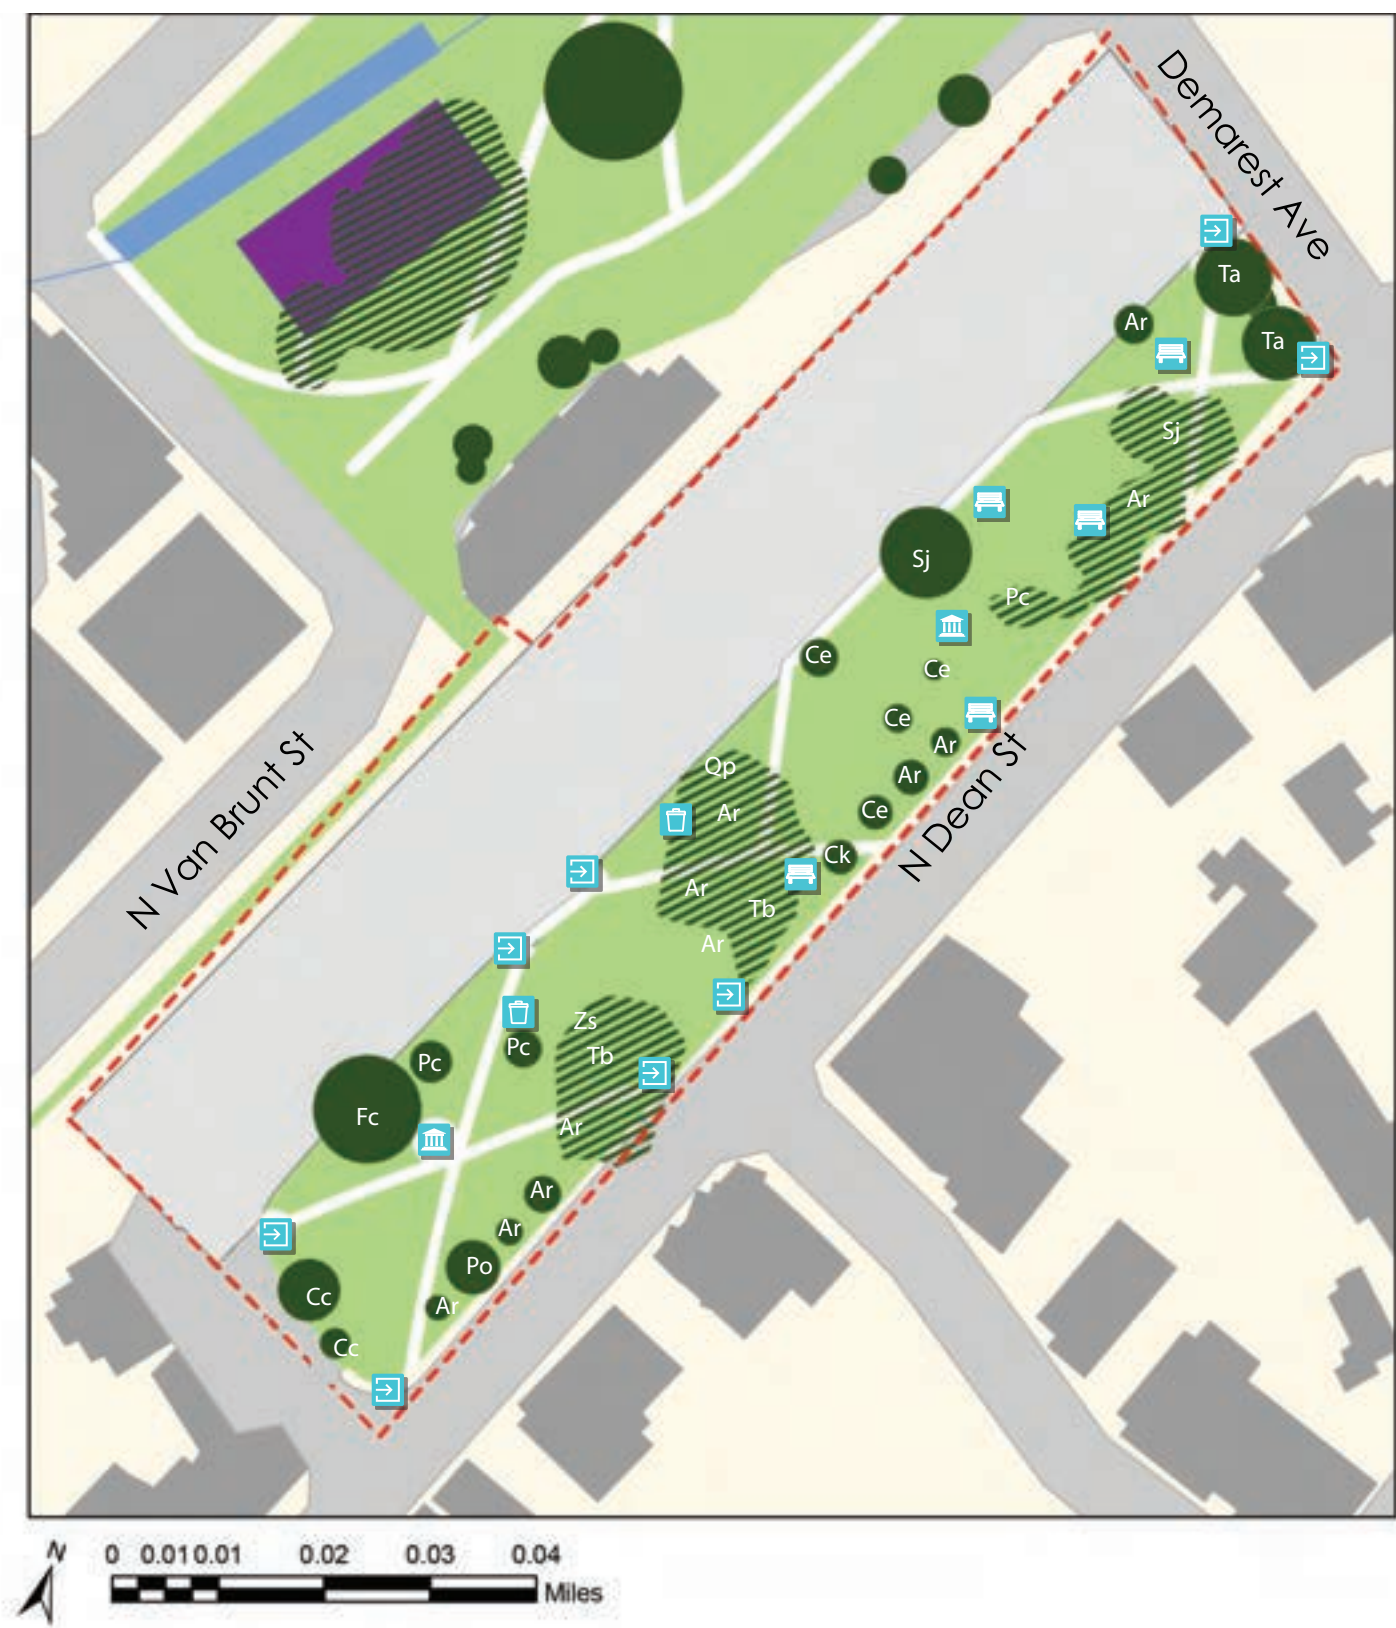 Demarest Ave
Ta
Ar
Ta
Sj
Ar
Sj
Pc
Ce
Ce
Ce
Ar
N Van Brunt St
Qp
Ar
N Dean St
Ar
Ce
Ck
Ar
Tb
Ar
Zs
Pc
Tb
Pc
Fc
Ar
Ar
Ar
Po
Cc
Ar
Cc
N
0 0.01 0.01 0.02 0.03 0.04
Miles